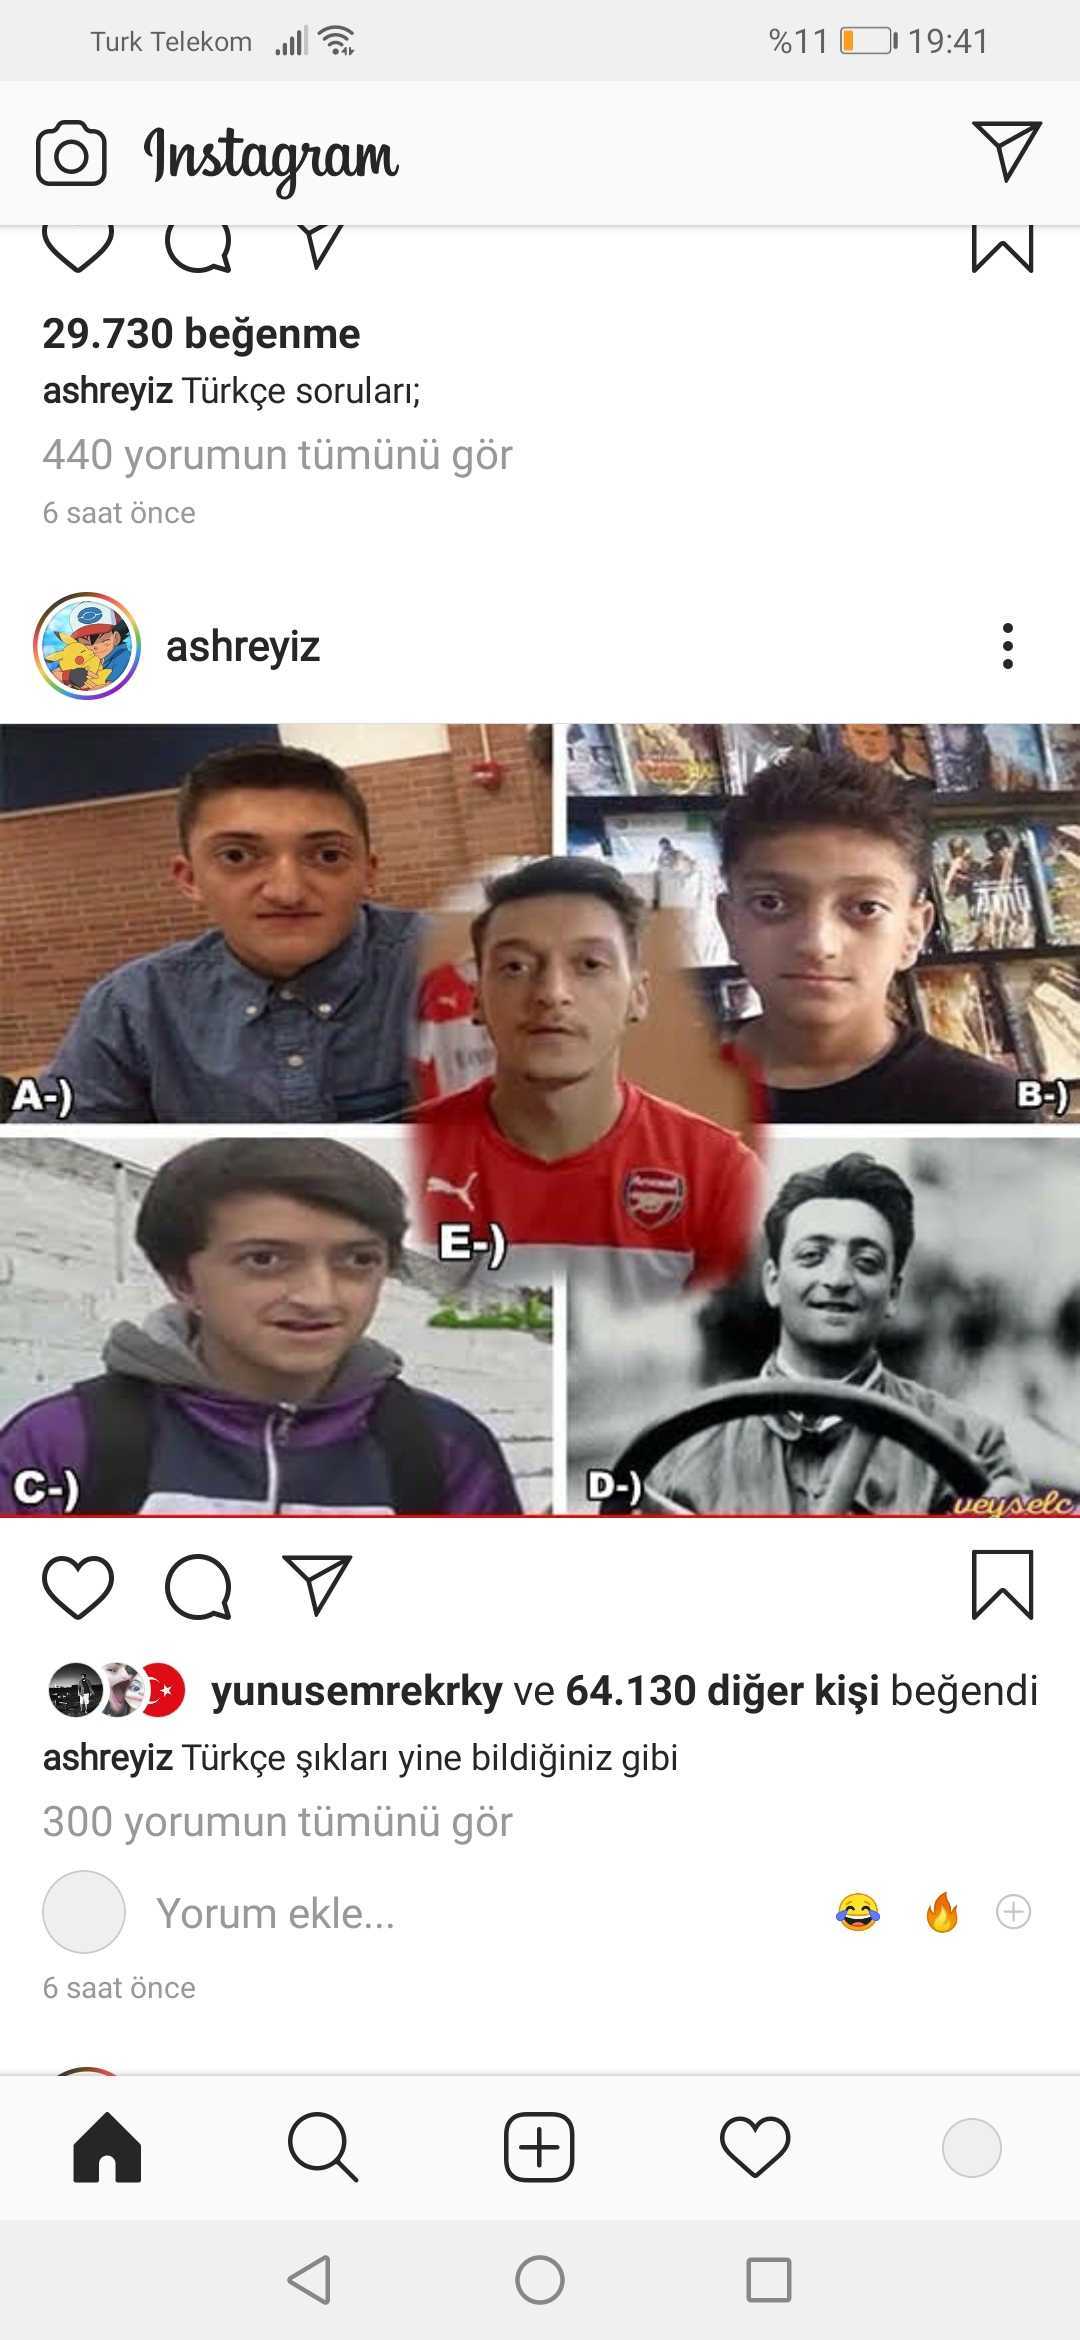 Turk Telekom %11 19:41
Instagram
29.730 beğenme
ashreyiz Türkçe soruları;
440 yorumun tümünü gör
6 saat önce
ashreyiz
A-)
B-)
Arsenal
E-)
C-)
D-)
veyselc
yunusemrekrky ve 64.130 diğer kişi beğendi
ashreyiz Türkçe şıkları yine bildiğiniz gibi
300 yorumun tümünü gör
Yorum ekle...
6 saat önce